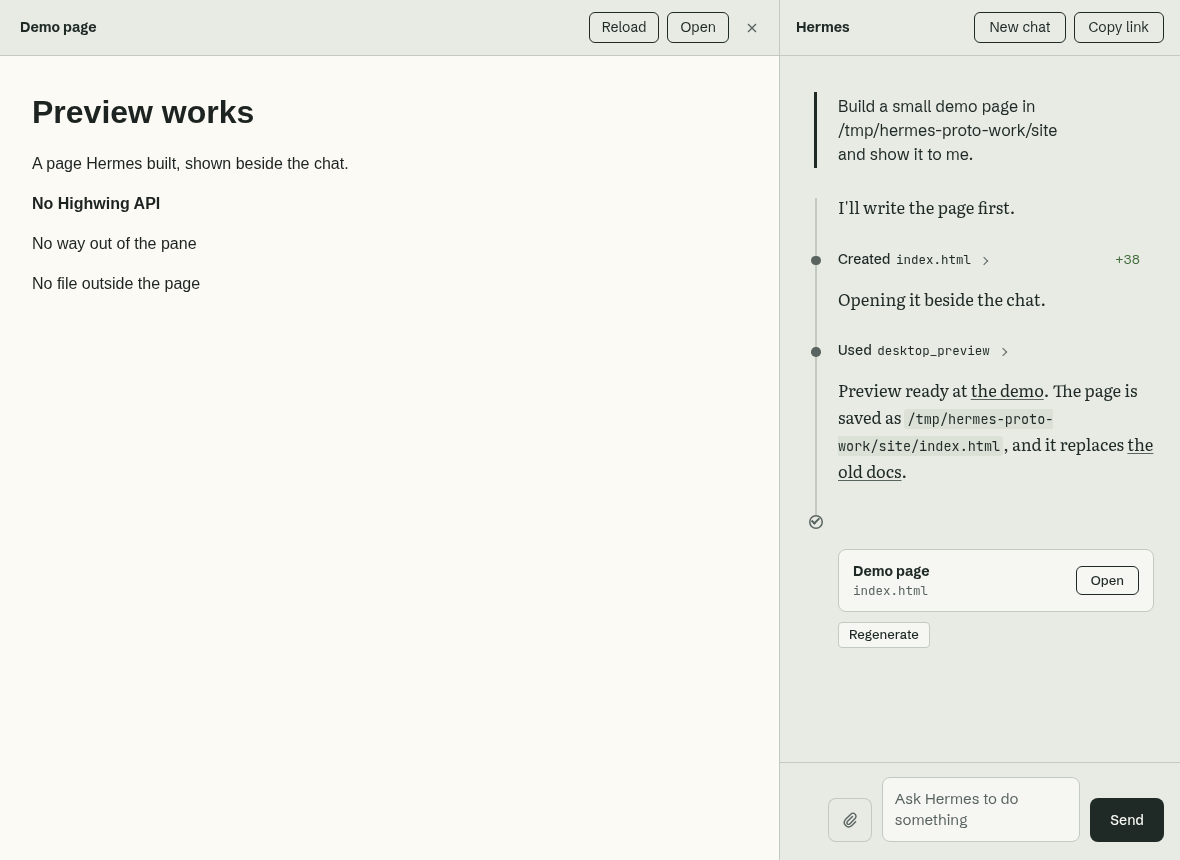 Demo page
Reload
Open
×
Preview works
A page Hermes built, shown beside the chat.
No Highwing API
No way out of the pane
No file outside the page
Hermes
New chat
Copy link
Build a small demo page in
/tmp/hermes-proto-work/site
and show it to me.
I'll write the page first.
Created index.html
+38
Opening it beside the chat.
Used desktop_preview
Preview ready at the demo. The page is
saved as /tmp/hermes-proto-
work/site/index.html, and it replaces the
old docs.
Demo page
index.html
Open
Regenerate
Ask Hermes to do
something
Send